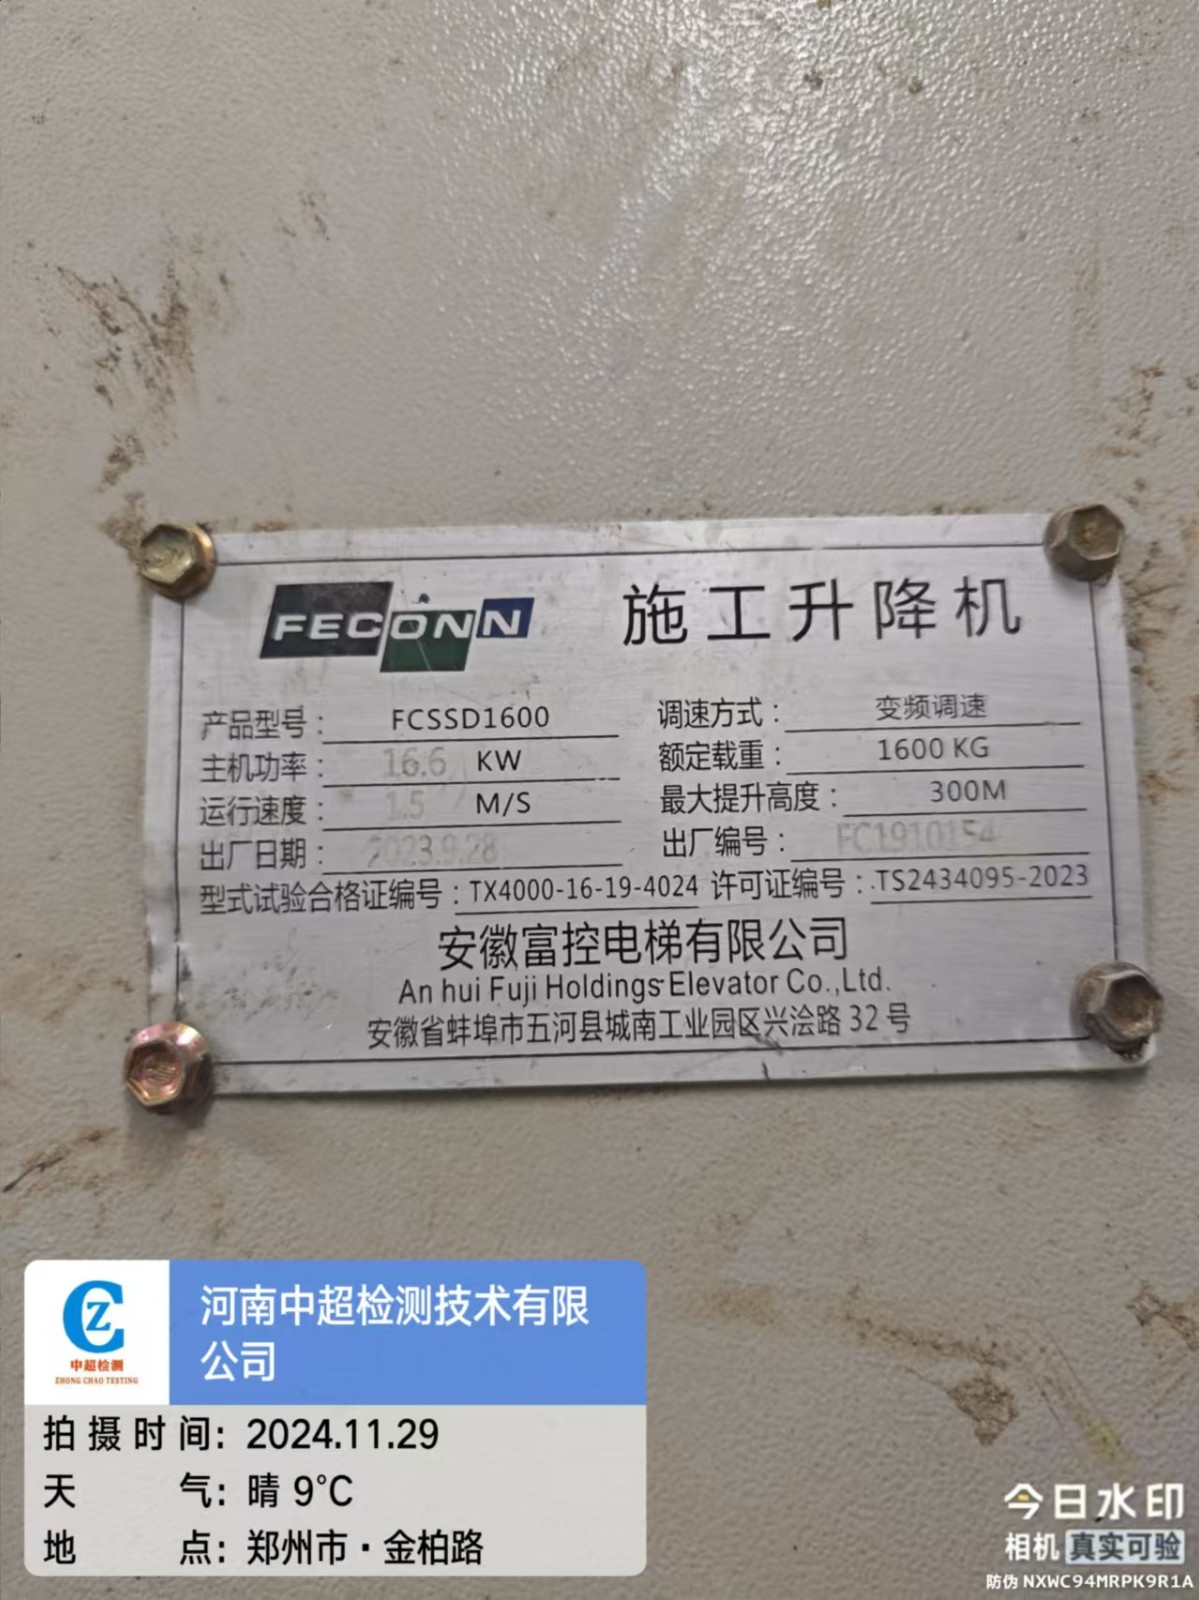 FECONN 施工升降机
产品型号： FCSSD1600 调速方式： 变频调速
主机功率： 16.6 KW 额定载重： 1600 KG
运行速度： 1.5 M/S 最大提升高度： 300M
出厂日期： 2023.9.28 出厂编号： FC1910154
型式试验合格证编号：TX4000-16-19-4024 许可证编号：TS2434095-2023
安徽富控电梯有限公司
An hui Fuji Holdings Elevator Co.,Ltd.
安徽省蚌埠市五河县城南工业园区兴浍路 32 号
CZ
中超检测
ZHONG CHAO TESTING
河南中超检测技术有限
公司
拍摄时间: 2024.11.29
天气: 晴 9°C
地点: 郑州市·金柏路
今日水印
相机 真实可验
防伪 NXWC94MRPK9R1A